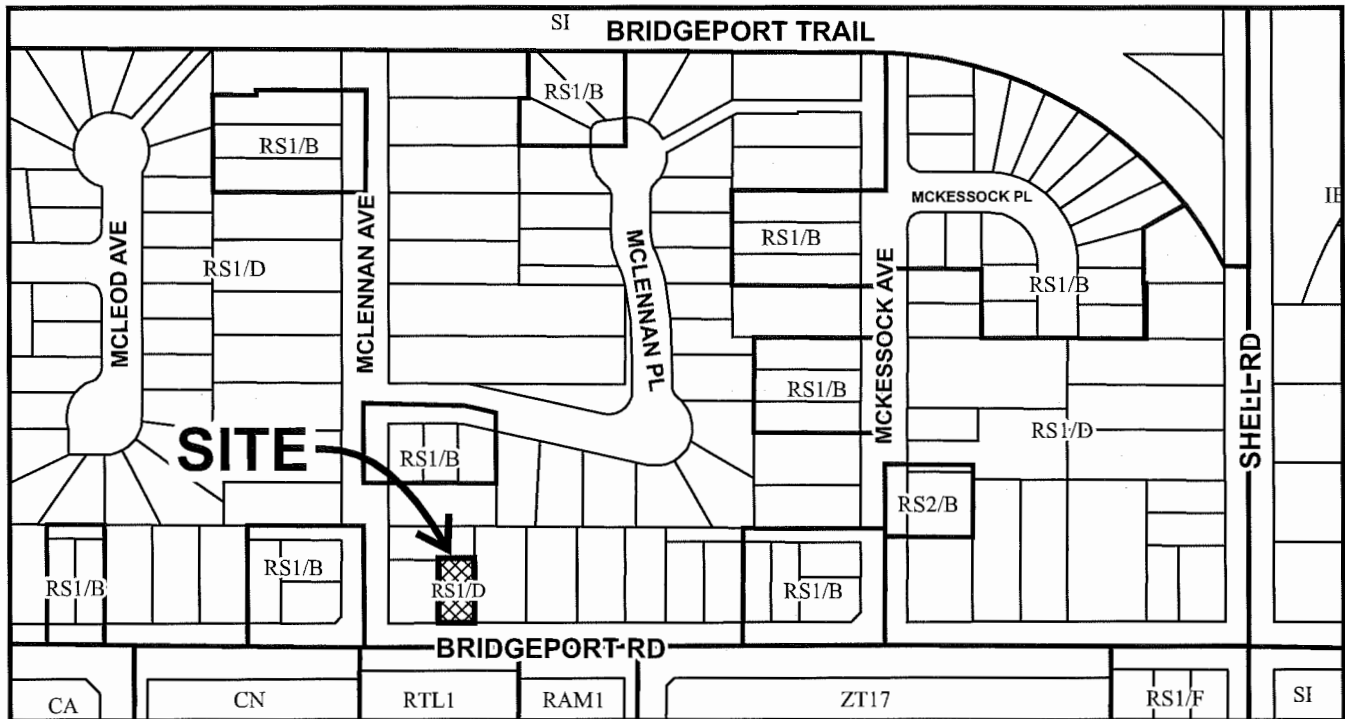 SI
BRIDGEPORT TRAIL
RS1/B
RS1/B
MCKESSOCK PL
RS1/B
MCLEOD AVE
RS1/D
MCLENNAN AVE
MCLENNAN PL
MCKESSOCK AVE
RS1/B
RS1/B
SHELL RD
RS1/D
SITE
RS1/B
RS2/B
RS1/B
RS1/B
RS1/D
RS1/B
BRIDGEPORT RD
CA
CN
RTL1
RAM1
ZT17
RS1/F
SI